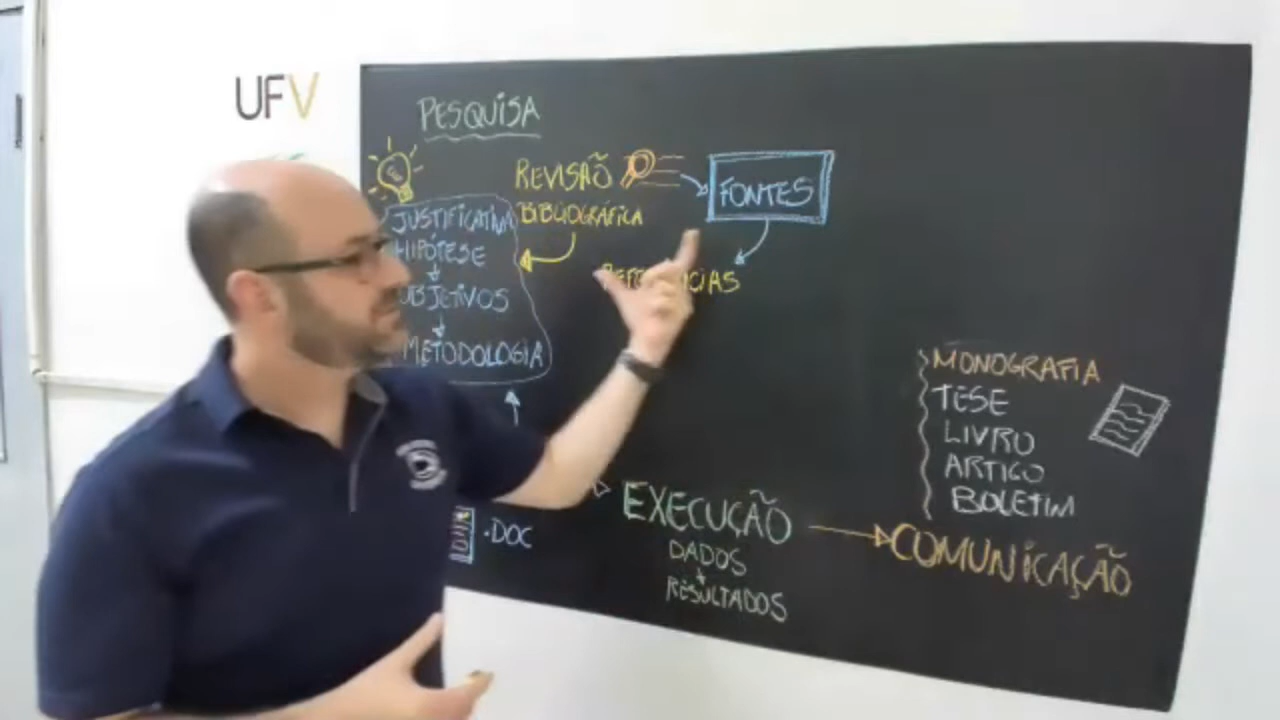 UFV
PESQUISA
REVISÃO
BIBLIOGRÁFICA
FONTES
JUSTIFICATIVA
HIPÓTESE
OBJETIVOS
METODOLOGIA
.DOC
EXECUÇÃO
DADOS
RESULTADOS
MONOGRAFIA
TESE
LIVRO
ARTIGO
BOLETIM
COMUNICAÇÃO